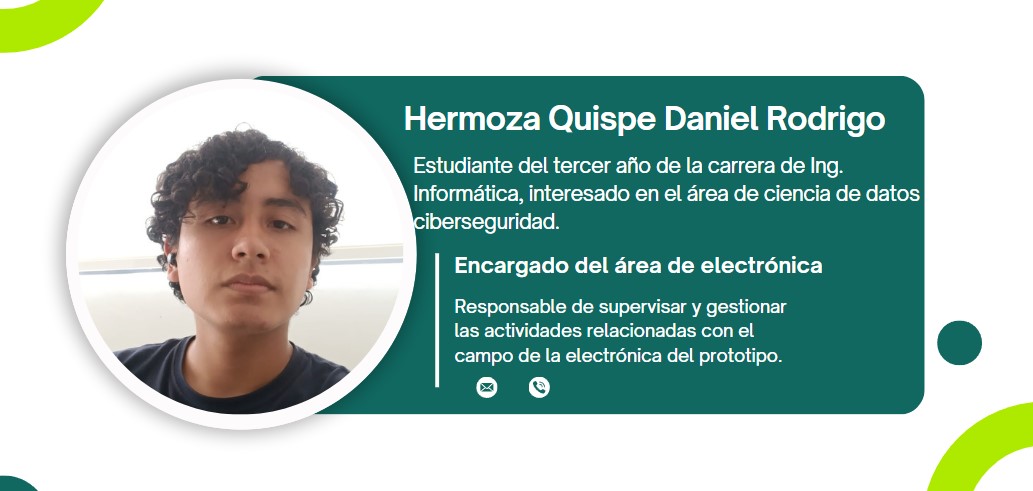 Hermoza Quispe Daniel Rodrigo
Estudiante del tercer año de la carrera de Ing.
Informática, interesado en el área de ciencia de datos
ciberseguridad.
Encargado del área de electrónica
Responsable de supervisar y gestionar
las actividades relacionadas con el
campo de la electrónica del prototipo.